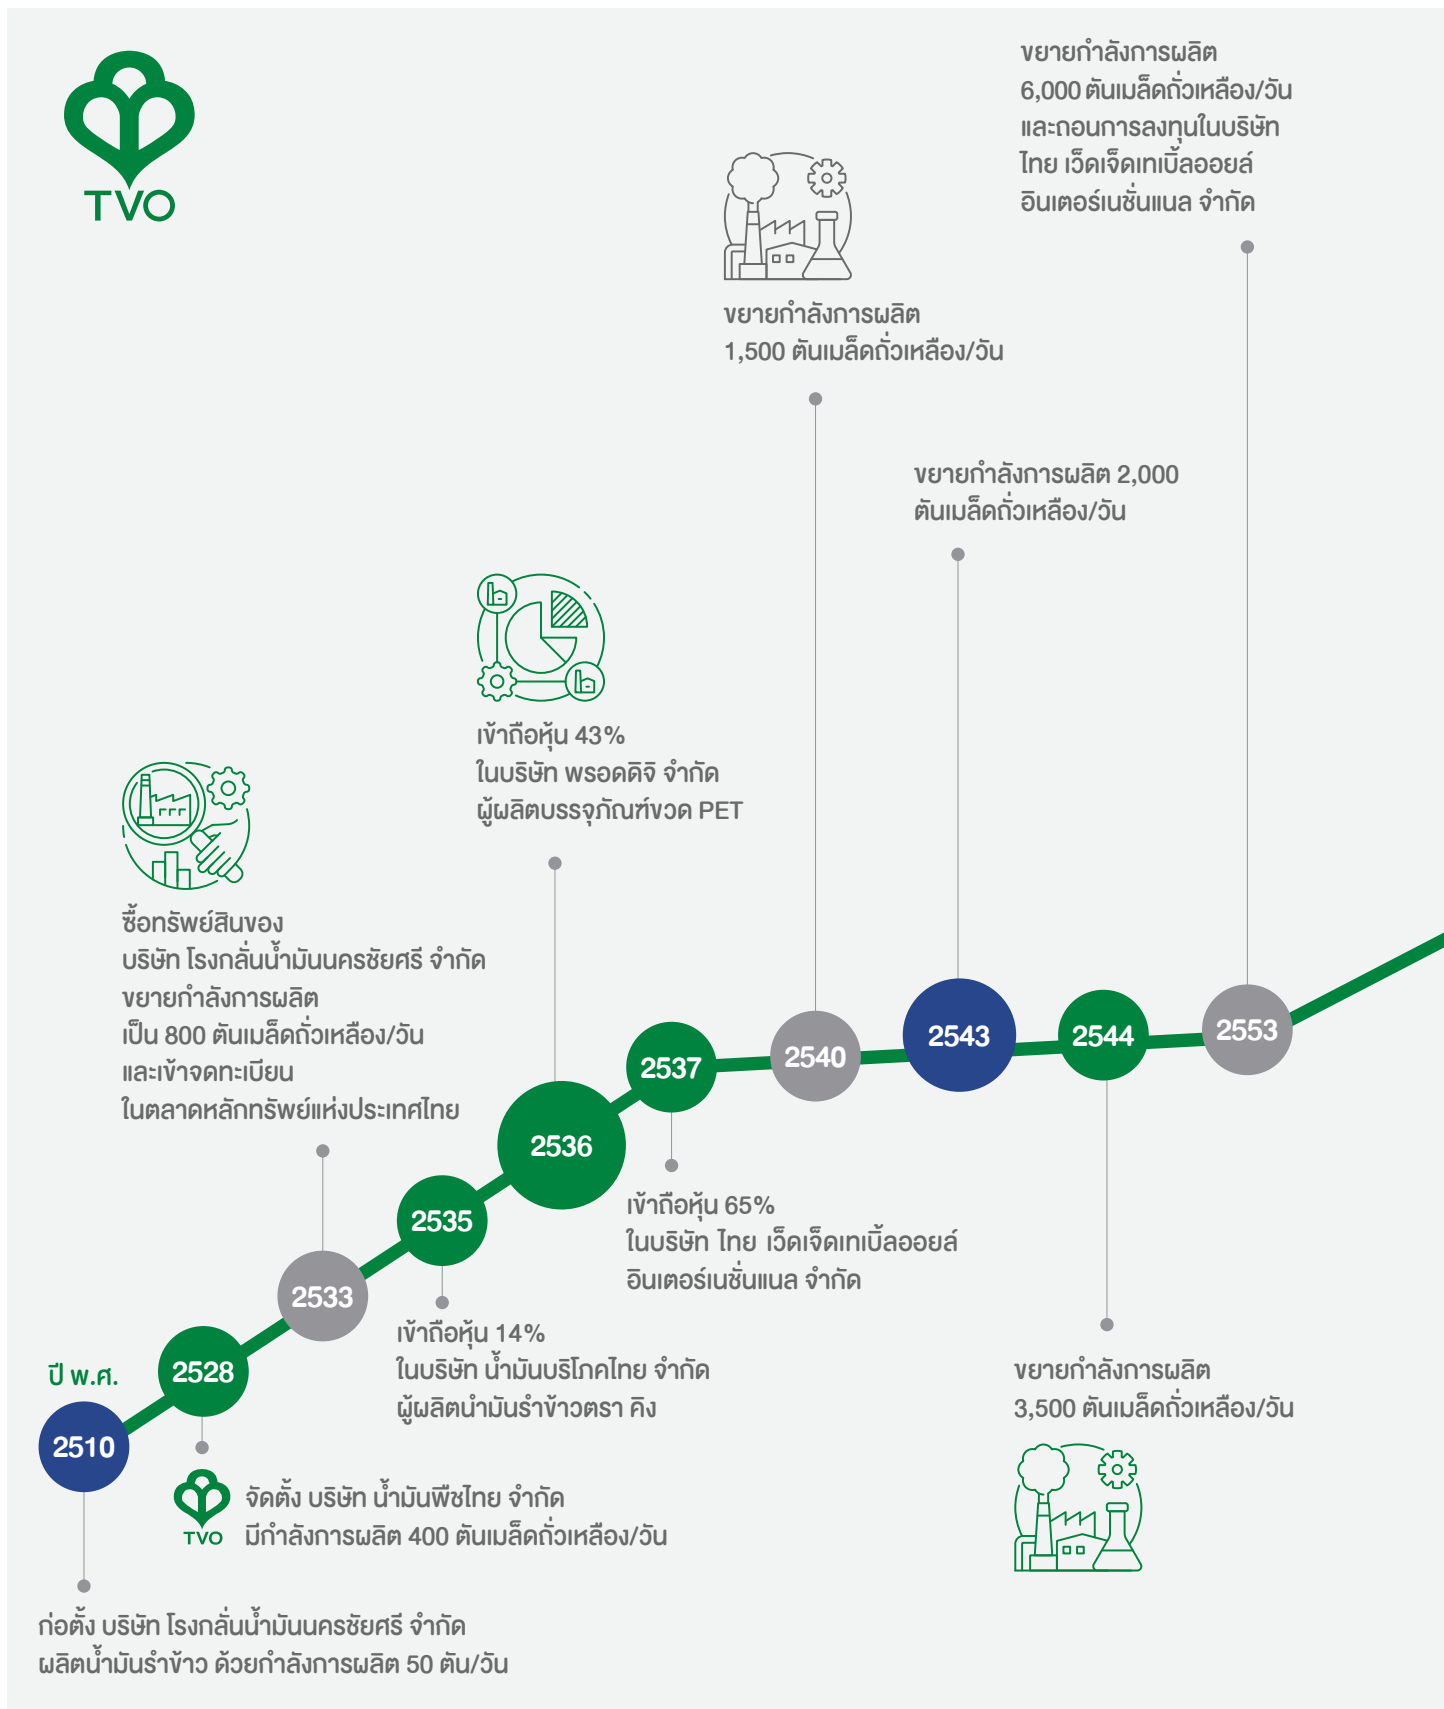 TVO
ขยายกำลังการผลิต
6,000 ตันเมล็ดถั่วเหลือง/วัน
และถอนการลงทุนในบริษัท
ไทย เว็ดเจ็ดเทเบิ้ลออยล์
อินเตอร์เนชั่นแนล จำกัด
ขยายกำลังการผลิต
1,500 ตันเมล็ดถั่วเหลือง/วัน
ขยายกำลังการผลิต 2,000
ตันเมล็ดถั่วเหลือง/วัน
เข้าถือหุ้น 43%
ในบริษัท พรอดดิจิ จำกัด
ผู้ผลิตบรรจุภัณฑ์ขวด PET
ซื้อทรัพย์สินของ
บริษัท โรงกลั่นน้ำมันนครชัยศรี จำกัด
ขยายกำลังการผลิต
เป็น 800 ตันเมล็ดถั่วเหลือง/วัน
และเข้าจดทะเบียน
ในตลาดหลักทรัพย์แห่งประเทศไทย
2553
2543
2544
2540
2537
2536
2535
2533
2528
ปี พ.ศ.
2510
เข้าถือหุ้น 65%
ในบริษัท ไทย เว็ดเจ็ดเทเบิ้ลออยล์
อินเตอร์เนชั่นแนล จำกัด
เข้าถือหุ้น 14%
ในบริษัท น้ำมันบริโภคไทย จำกัด
ผู้ผลิตนำมันรำข้าวตรา คิง
ขยายกำลังการผลิต
3,500 ตันเมล็ดถั่วเหลือง/วัน
TVO
จัดตั้ง บริษัท น้ำมันพืชไทย จำกัด
มีกำลังการผลิต 400 ตันเมล็ดถั่วเหลือง/วัน
ก่อตั้ง บริษัท โรงกลั่นน้ำมันนครชัยศรี จำกัด
ผลิตน้ำมันรำข้าว ด้วยกำลังการผลิต 50 ตัน/วัน